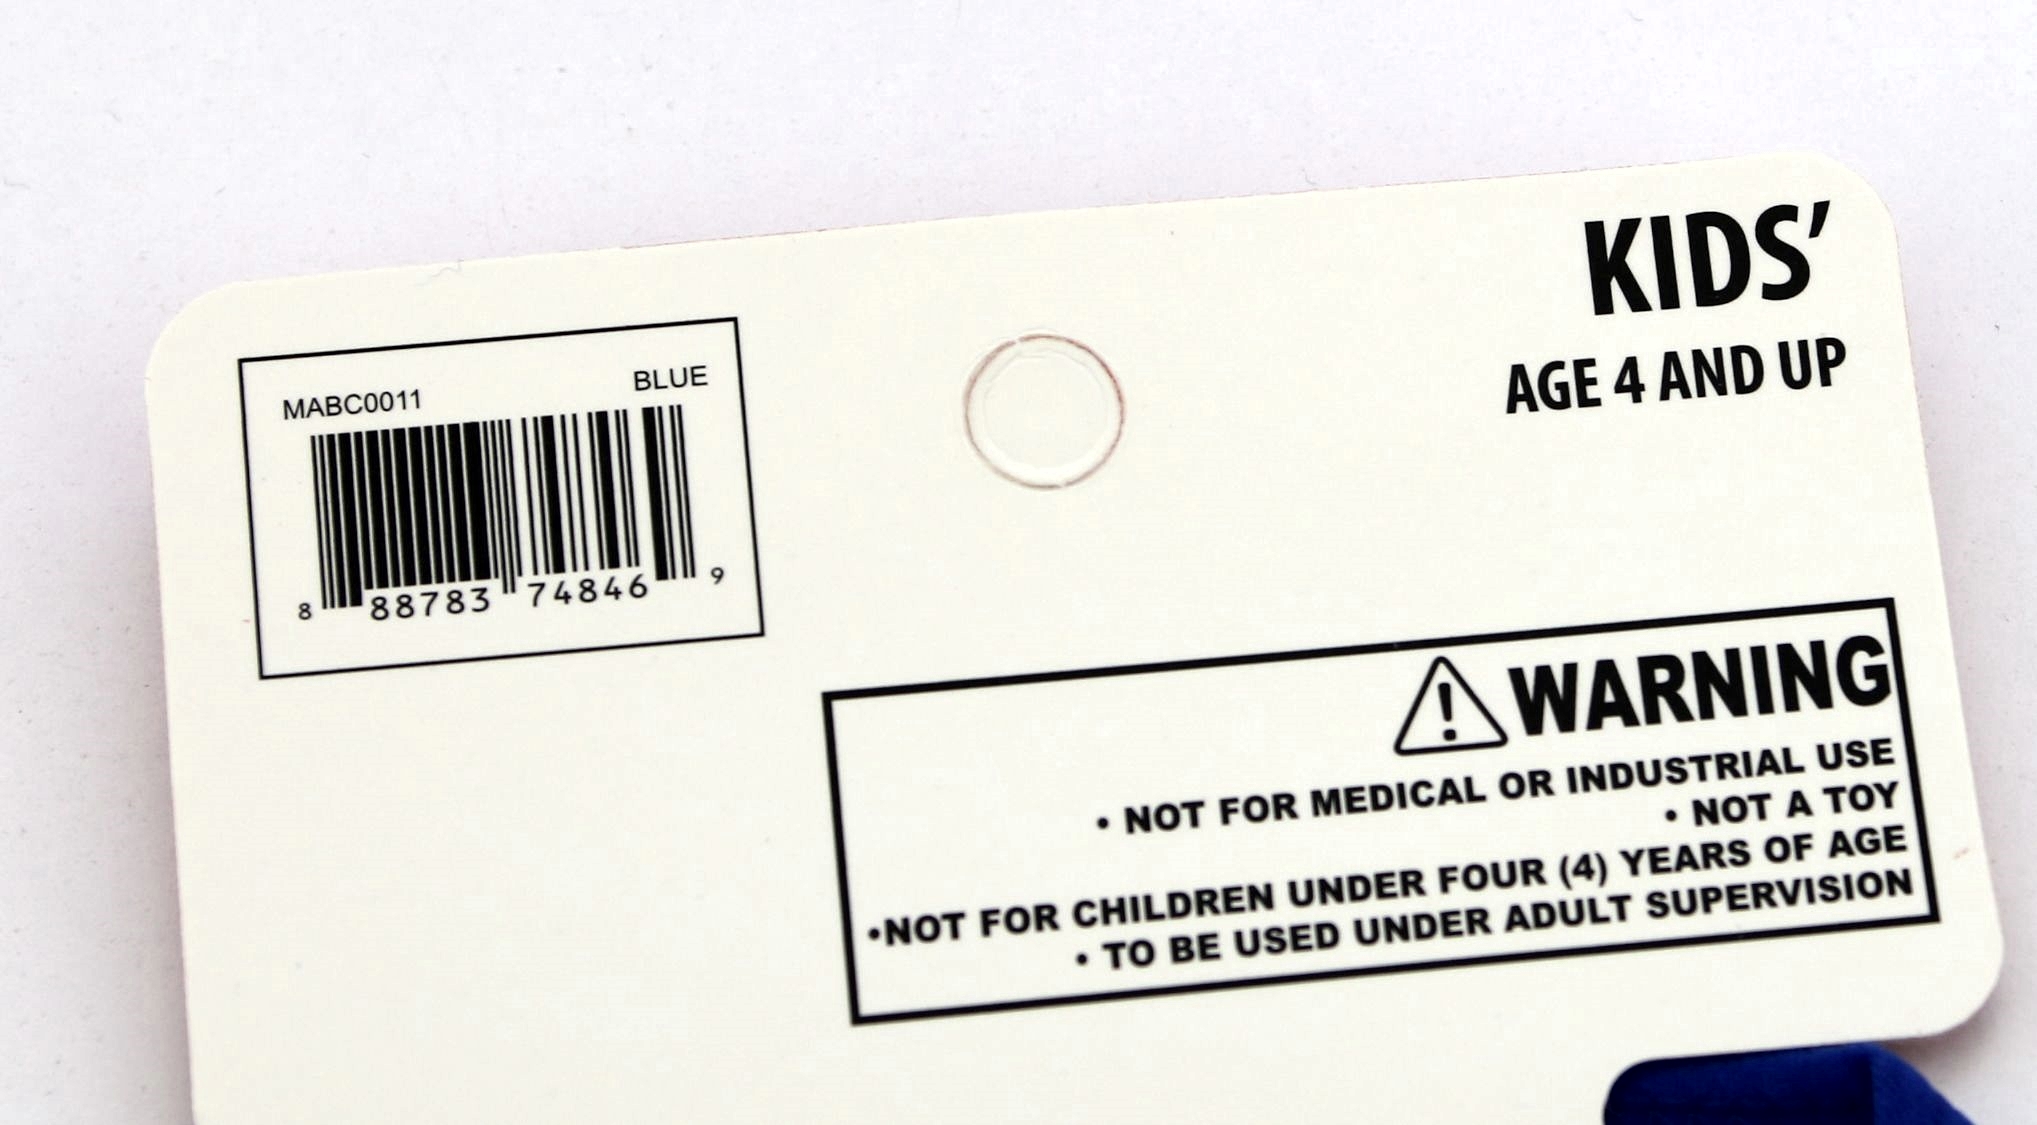 KIDS’
AGE 4 AND UP
MABC0011 BLUE
8 88783 74846 9
WARNING
• NOT FOR MEDICAL OR INDUSTRIAL USE
• NOT A TOY
•NOT FOR CHILDREN UNDER FOUR (4) YEARS OF AGE
• TO BE USED UNDER ADULT SUPERVISION